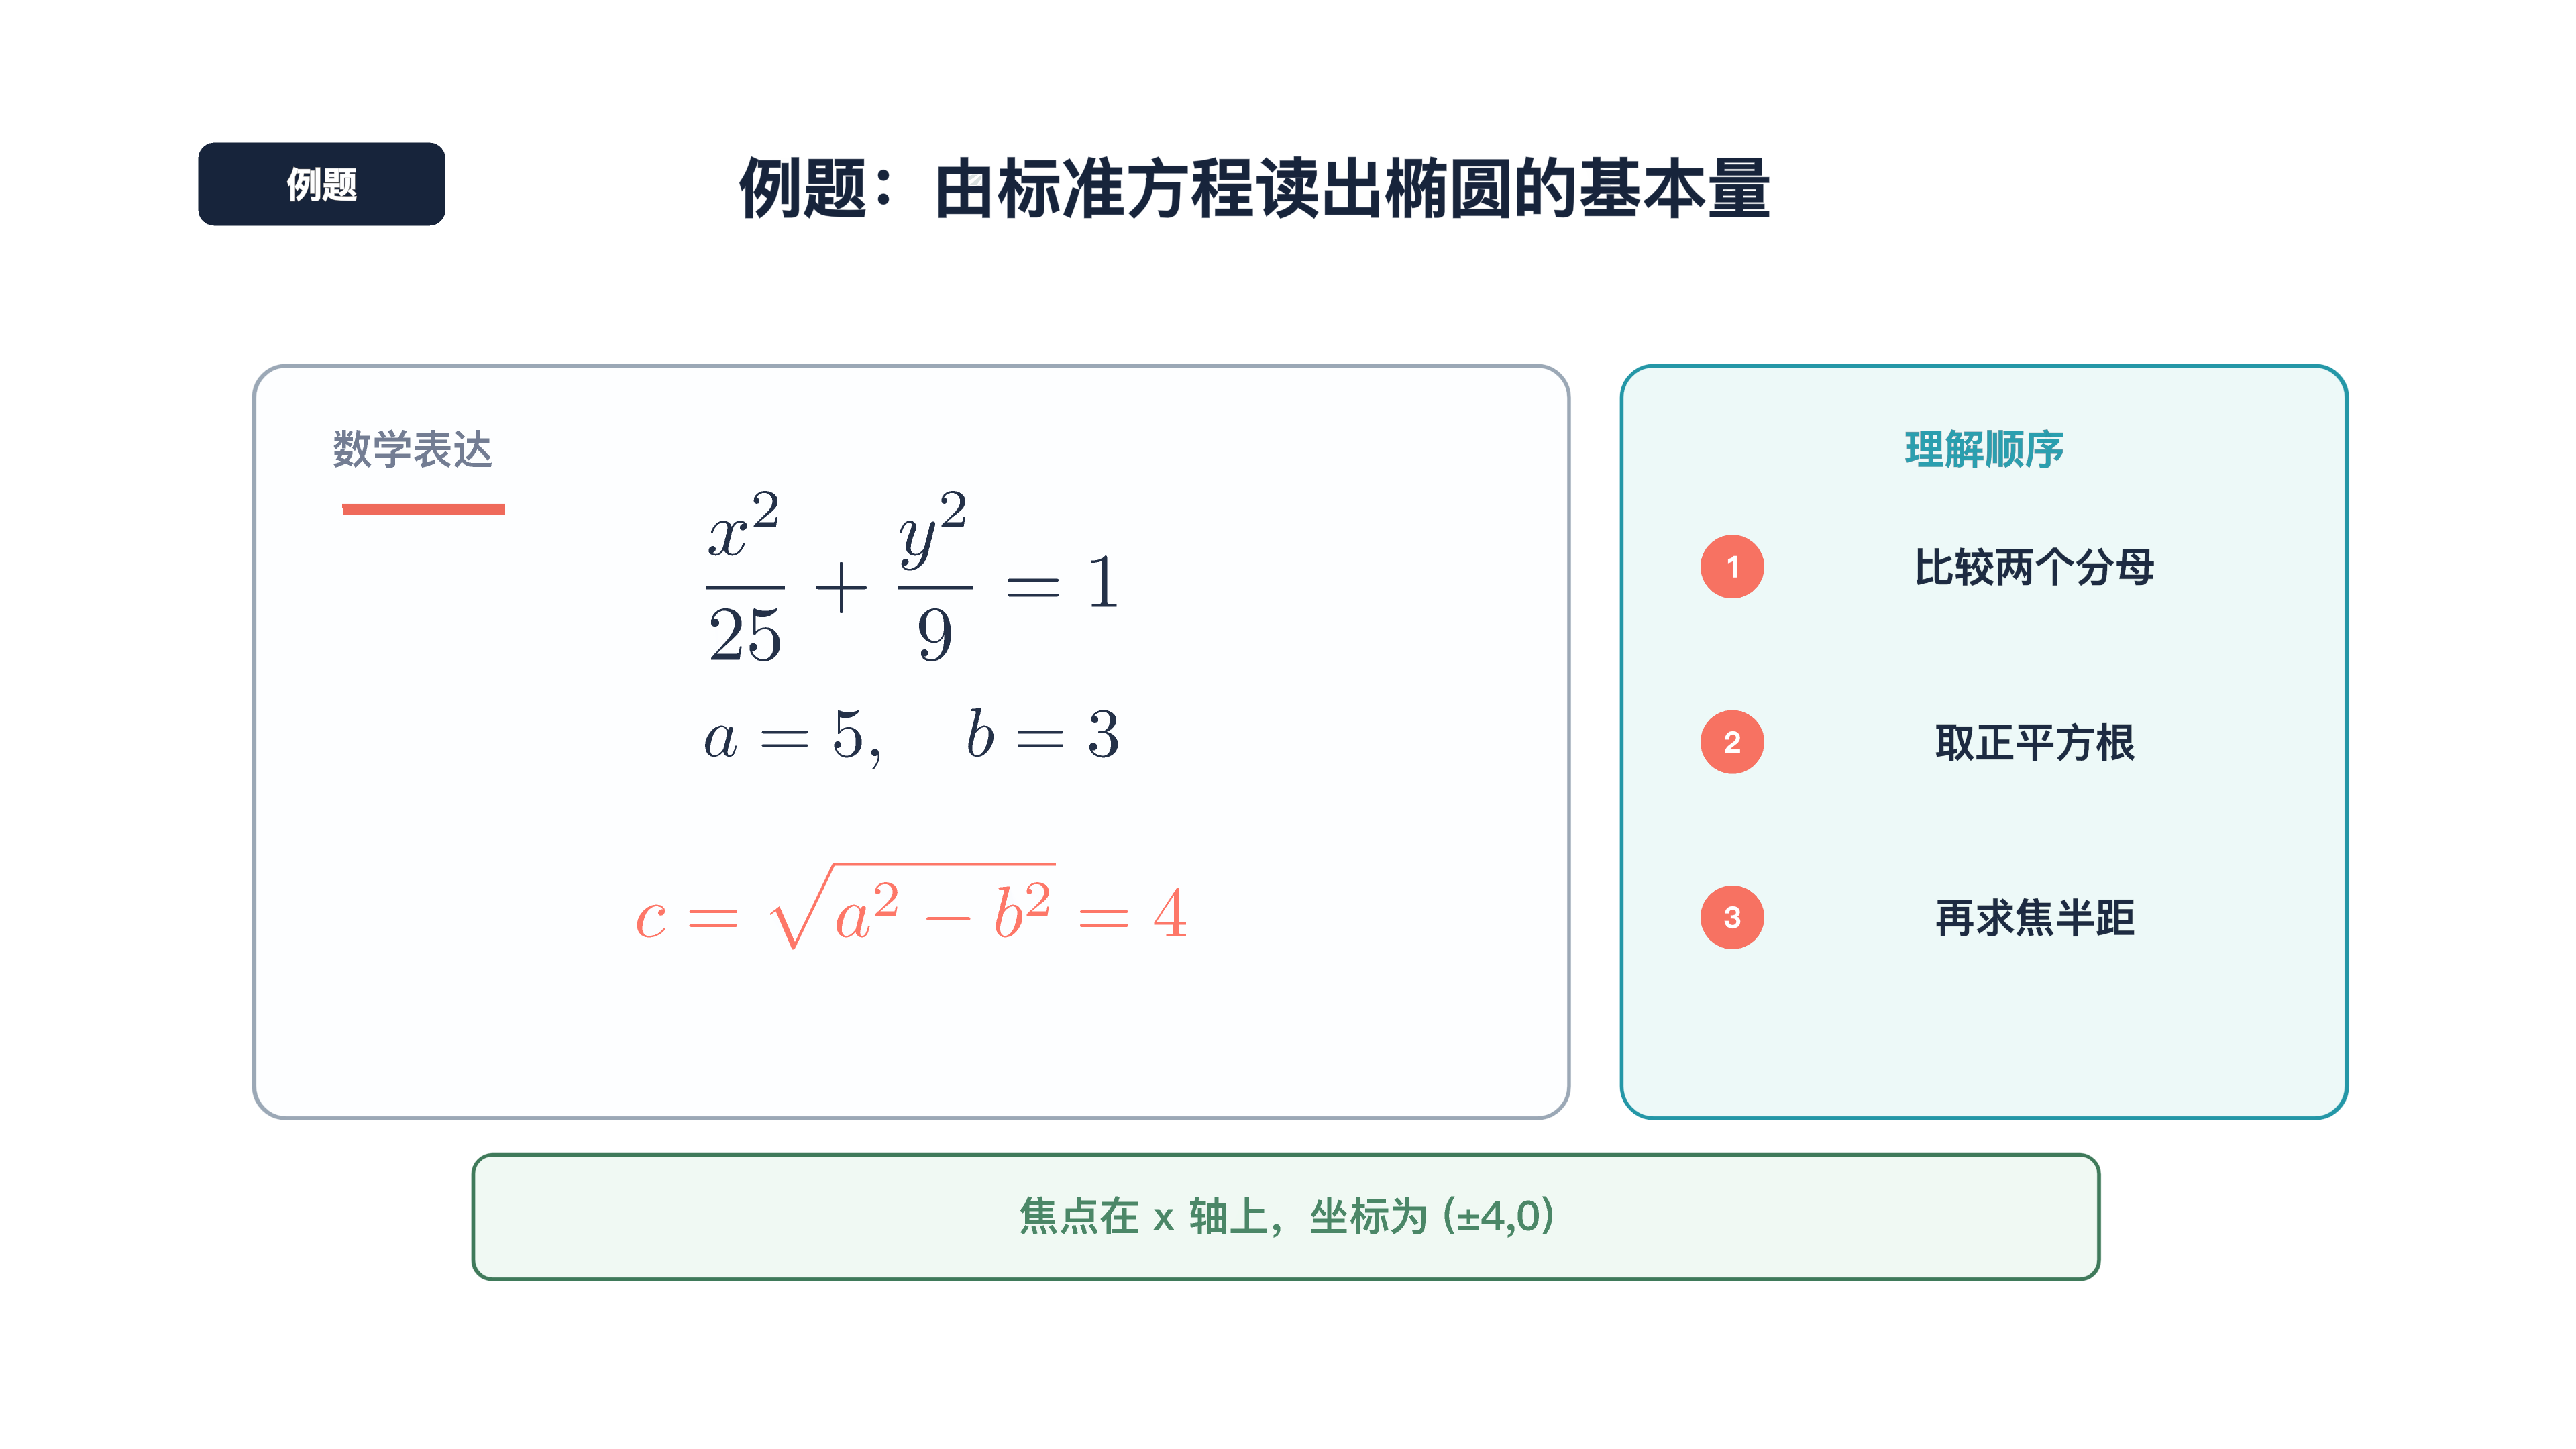 例题
例题：由标准方程读出椭圆的基本量
数学表达
x²/25 + y²/9 = 1
a = 5, b = 3
c = √(a² − b²) = 4
理解顺序
1 比较两个分母
2 取正平方根
3 再求焦半距
焦点在 x 轴上，坐标为 (±4,0)